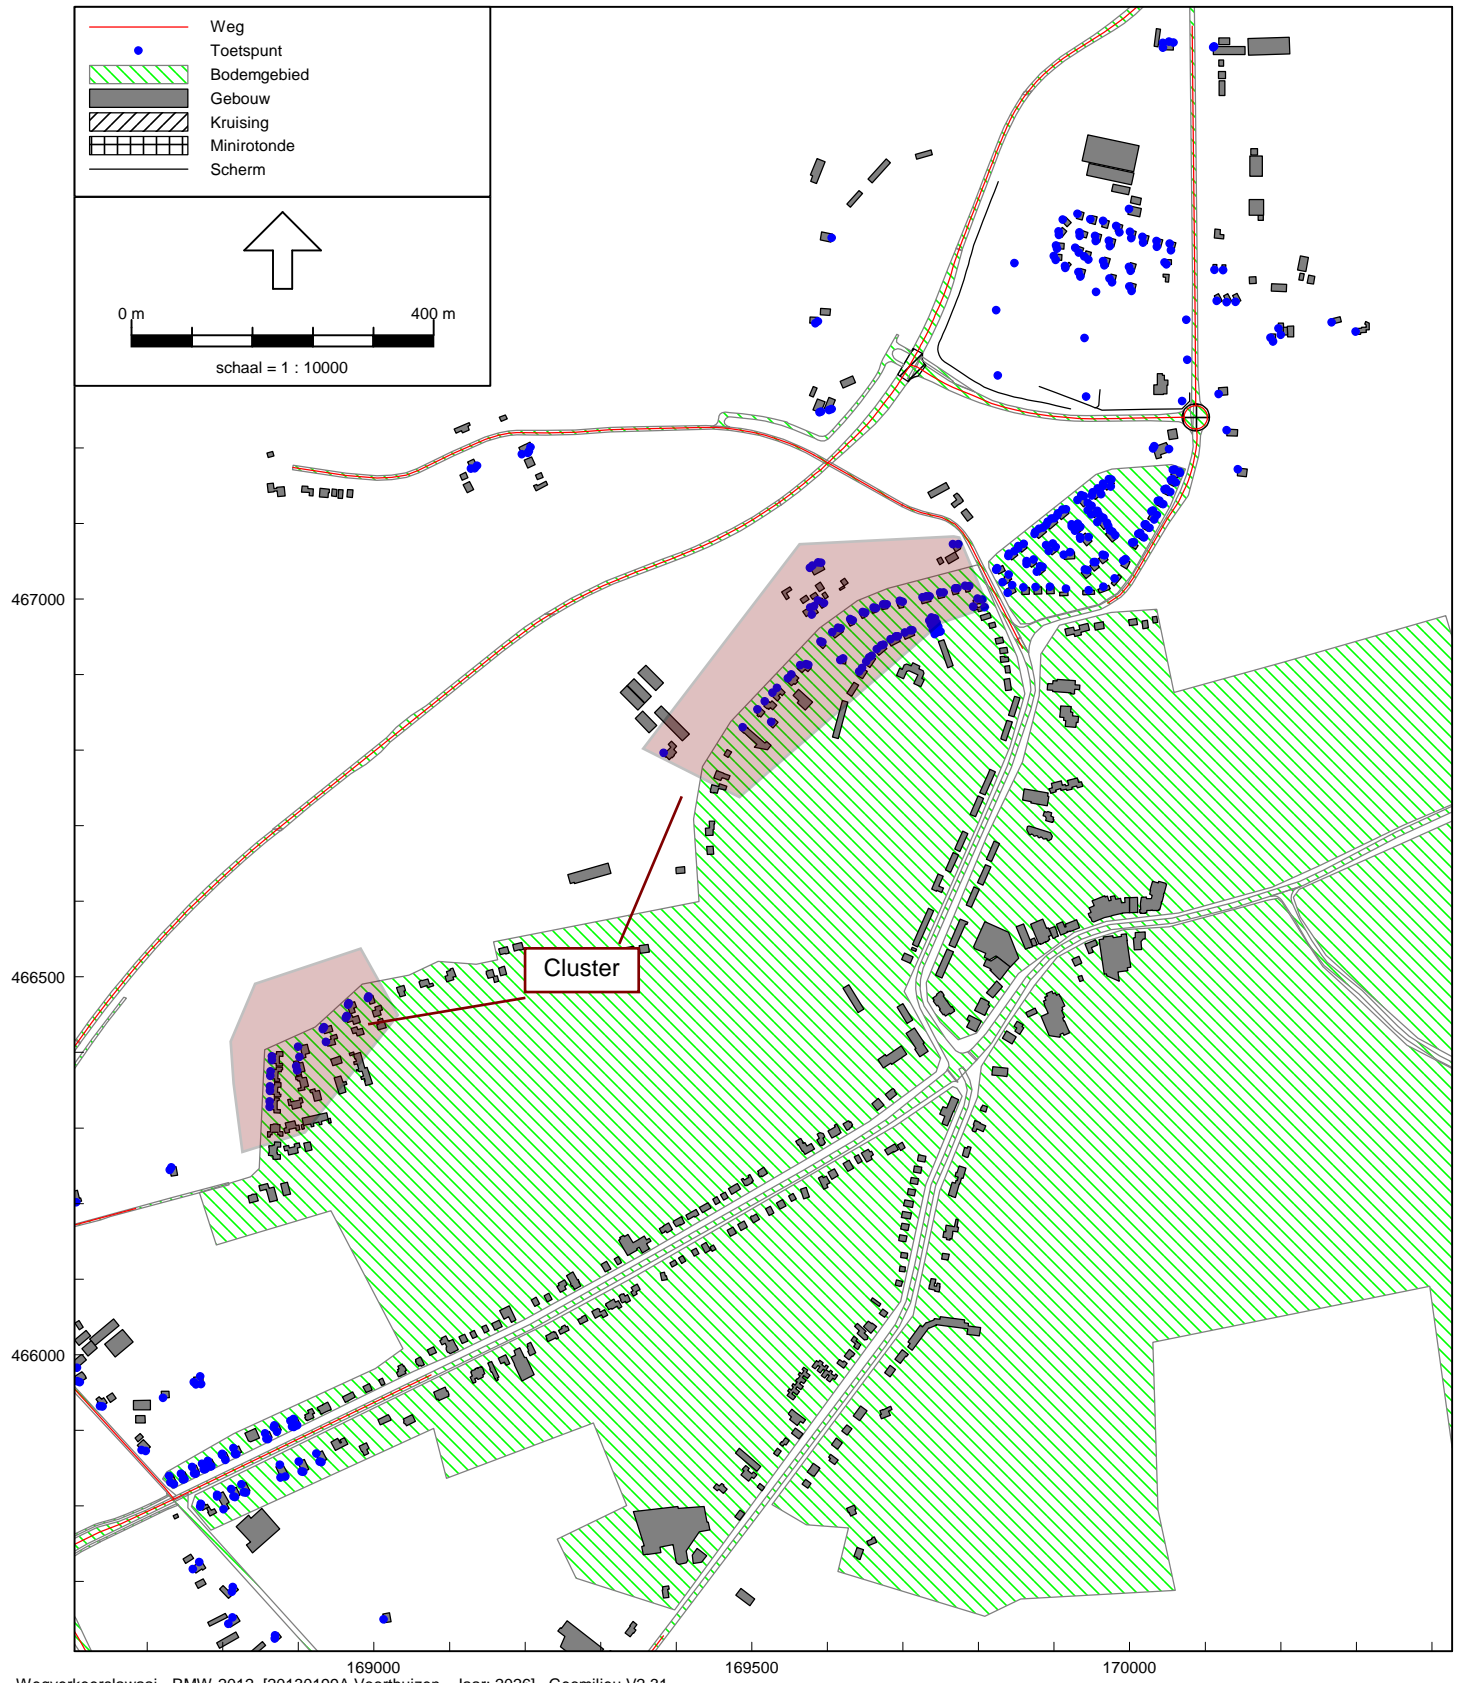 Weg
Toetspunt
Bodemgebied
Gebouw
Kruising
Minirotonde
Scherm
0 m 400 m
schaal = 1 : 10000
467000
466500
Cluster
466000
169000 169500 170000